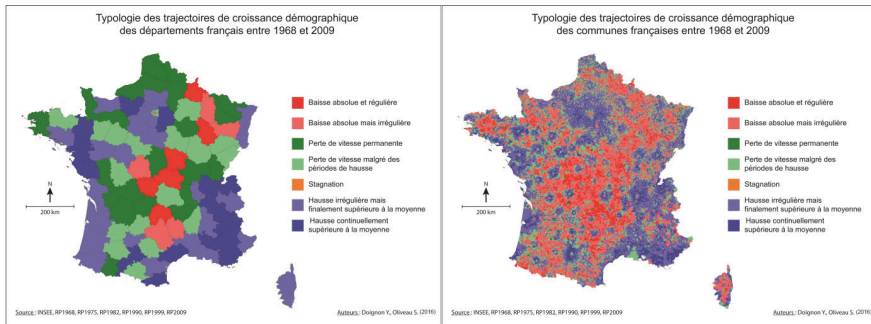 Typologie des trajectoires de croissance démographique
des départements français entre 1968 et 2009
Baisse absolue et régulière
Baisse absolue mais irrégulière
Perte de vitesse permanente
Perte de vitesse malgré des
périodes de hausse
Stagnation
Hausse irrégulière mais
finalement supérieure à la moyenne
Hausse continuellement
supérieure à la moyenne
N
200 km
Source : INSEE, RP1968, RP1975, RP1982, RP1990, RP1999, RP2009
Auteurs : Doignon Y., Oliveau S. (2016)
Typologie des trajectoires de croissance démographique
des communes françaises entre 1968 et 2009
Baisse absolue et régulière
Baisse absolue mais irrégulière
Perte de vitesse permanente
Perte de vitesse malgré des
périodes de hausse
Stagnation
Hausse irrégulière mais
finalement supérieure à la moyenne
Hausse continuellement
supérieure à la moyenne
N
200 km
Source : INSEE, RP1968, RP1975, RP1982, RP1990, RP1999, RP2009
Auteurs : Doignon Y., Oliveau S. (2016)